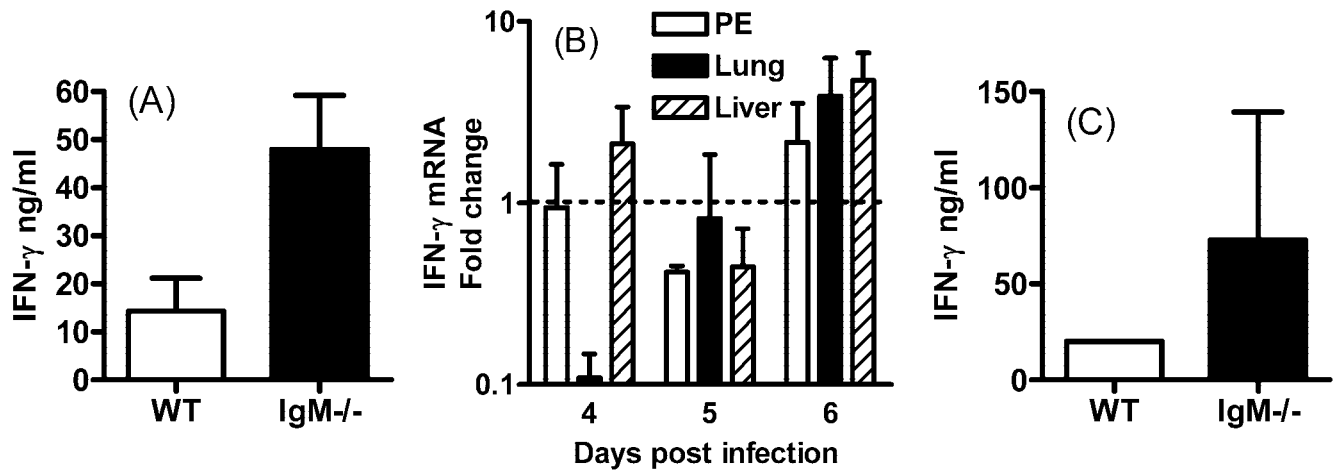 (A)
IFN-γ ng/ml
60
50
40
30
20
10
0
WT IgM-/-
(B)
PE
Lung
Liver
IFN-γ mRNA
Fold change
10
1
0.1
4 5 6
Days post infection
(C)
IFN-γ ng/ml
150
100
50
0
WT IgM-/-